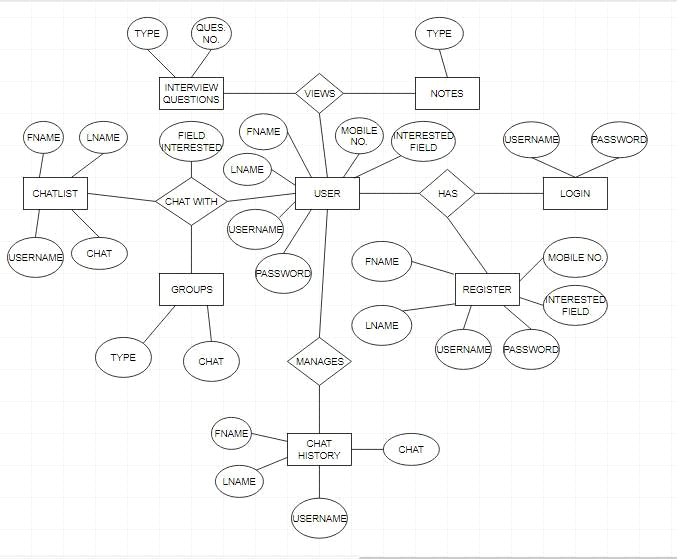 TYPE
QUES.
NO.
TYPE
INTERVIEW
QUESTIONS
VIEWS
NOTES
FNAME
LNAME
FIELD
INTERESTED
FNAME
MOBILE
NO.
INTERESTED
FIELD
USERNAME
PASSWORD
LNAME
CHATLIST
CHAT WITH
USER
HAS
LOGIN
USERNAME
CHAT
USERNAME
PASSWORD
FNAME
MOBILE NO.
GROUPS
REGISTER
INTERESTED
FIELD
LNAME
TYPE
CHAT
MANAGES
USERNAME
PASSWORD
FNAME
CHAT
HISTORY
CHAT
LNAME
USERNAME